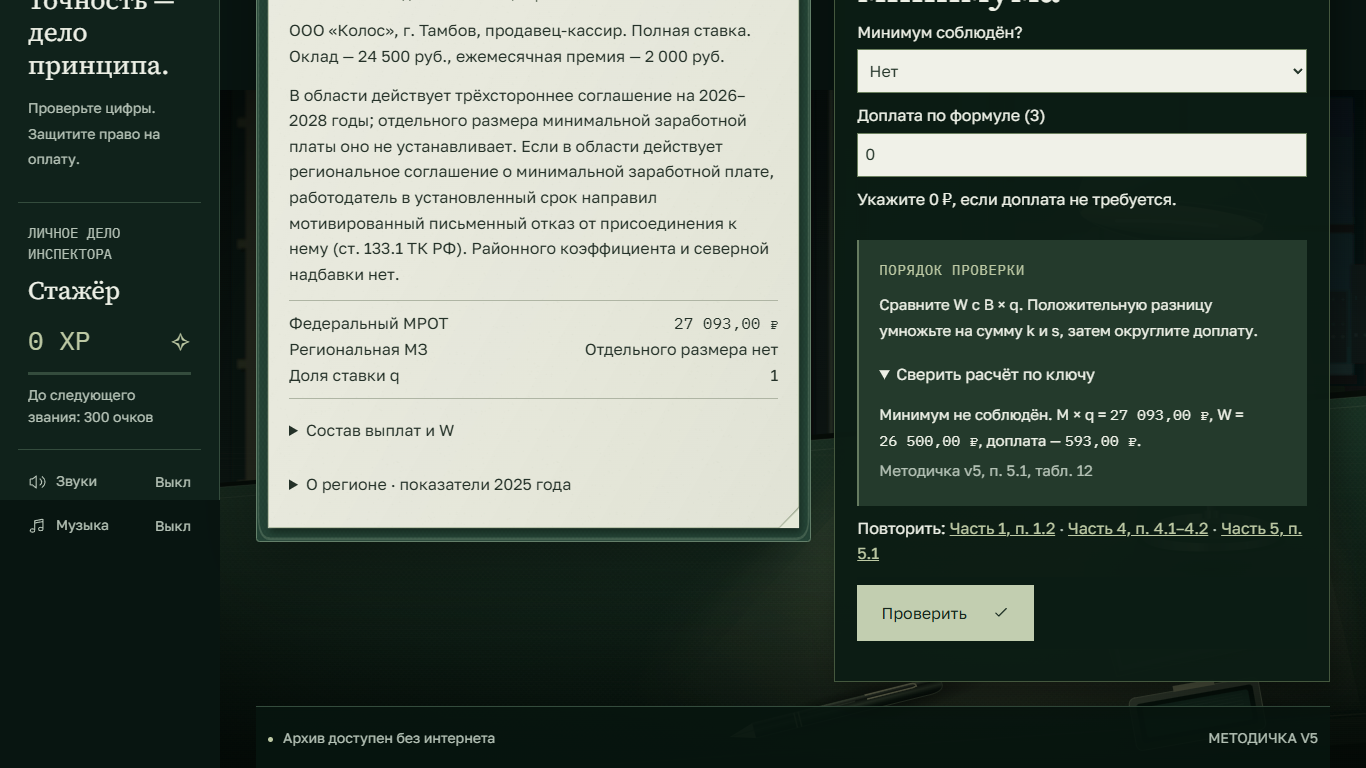 Точность —
дело
принципа.
Проверьте цифры.
Защитите право на
оплату.
ЛИЧНОЕ ДЕЛО
ИНСПЕКТОРА
Стажёр
0 XP
До следующего
звания: 300 очков
Звуки Выкл
Музыка Выкл
ООО «Колос», г. Тамбов, продавец-кассир. Полная ставка.
Оклад — 24 500 руб., ежемесячная премия — 2 000 руб.
В области действует трёхстороннее соглашение на 2026–
2028 годы; отдельного размера минимальной заработной
платы оно не устанавливает. Если в области действует
региональное соглашение о минимальной заработной плате,
работодатель в установленный срок направил
мотивированный письменный отказ от присоединения к
нему (ст. 133.1 ТК РФ). Районного коэффициента и северной
надбавки нет.
Федеральный МРОТ 27 093,00 ₽
Региональная МЗ Отдельного размера нет
Доля ставки q 1
Состав выплат и W
О регионе · показатели 2025 года
Минимум соблюдён?
Нет
Доплата по формуле (3)
0
Укажите 0 ₽, если доплата не требуется.
ПОРЯДОК ПРОВЕРКИ
Сравните W с B × q. Положительную разницу
умножьте на сумму k и s, затем округлите доплату.
Сверить расчёт по ключу
Минимум не соблюдён. M × q = 27 093,00 ₽, W =
26 500,00 ₽, доплата — 593,00 ₽.
Методичка v5, п. 5.1, табл. 12
Повторить: Часть 1, п. 1.2 · Часть 4, п. 4.1–4.2 · Часть 5, п.
5.1
Проверить
Архив доступен без интернета
МЕТОДИЧКА V5